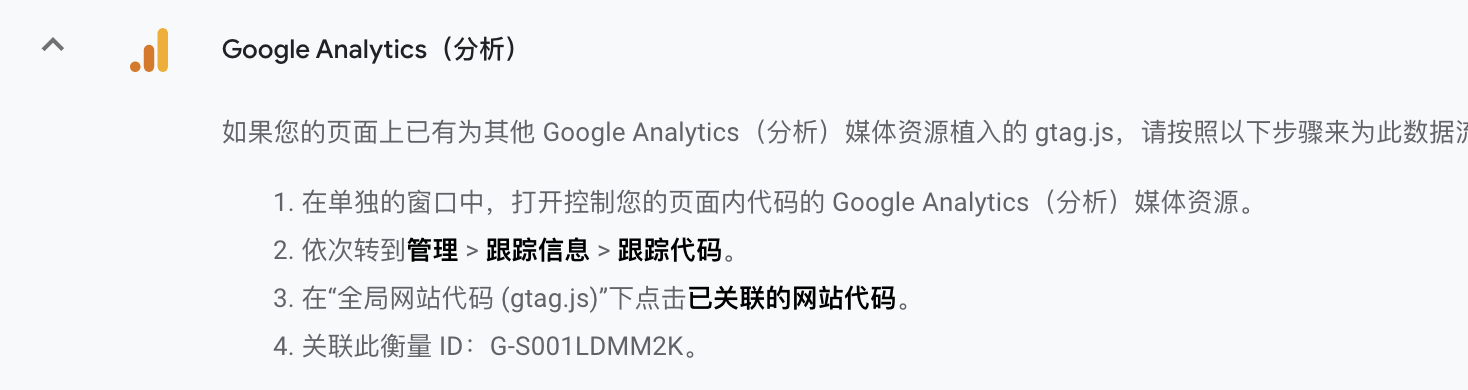 Google Analytics（分析）
如果您的页面上已有为其他 Google Analytics（分析）媒体资源植入的 gtag.js，请按照以下步骤来为此数据流
1. 在单独的窗口中，打开控制您的页面内代码的 Google Analytics（分析）媒体资源。
2. 依次转到管理 > 跟踪信息 > 跟踪代码。
3. 在“全局网站代码 (gtag.js)”下点击已关联的网站代码。
4. 关联此衡量 ID：G-S001LDMM2K。